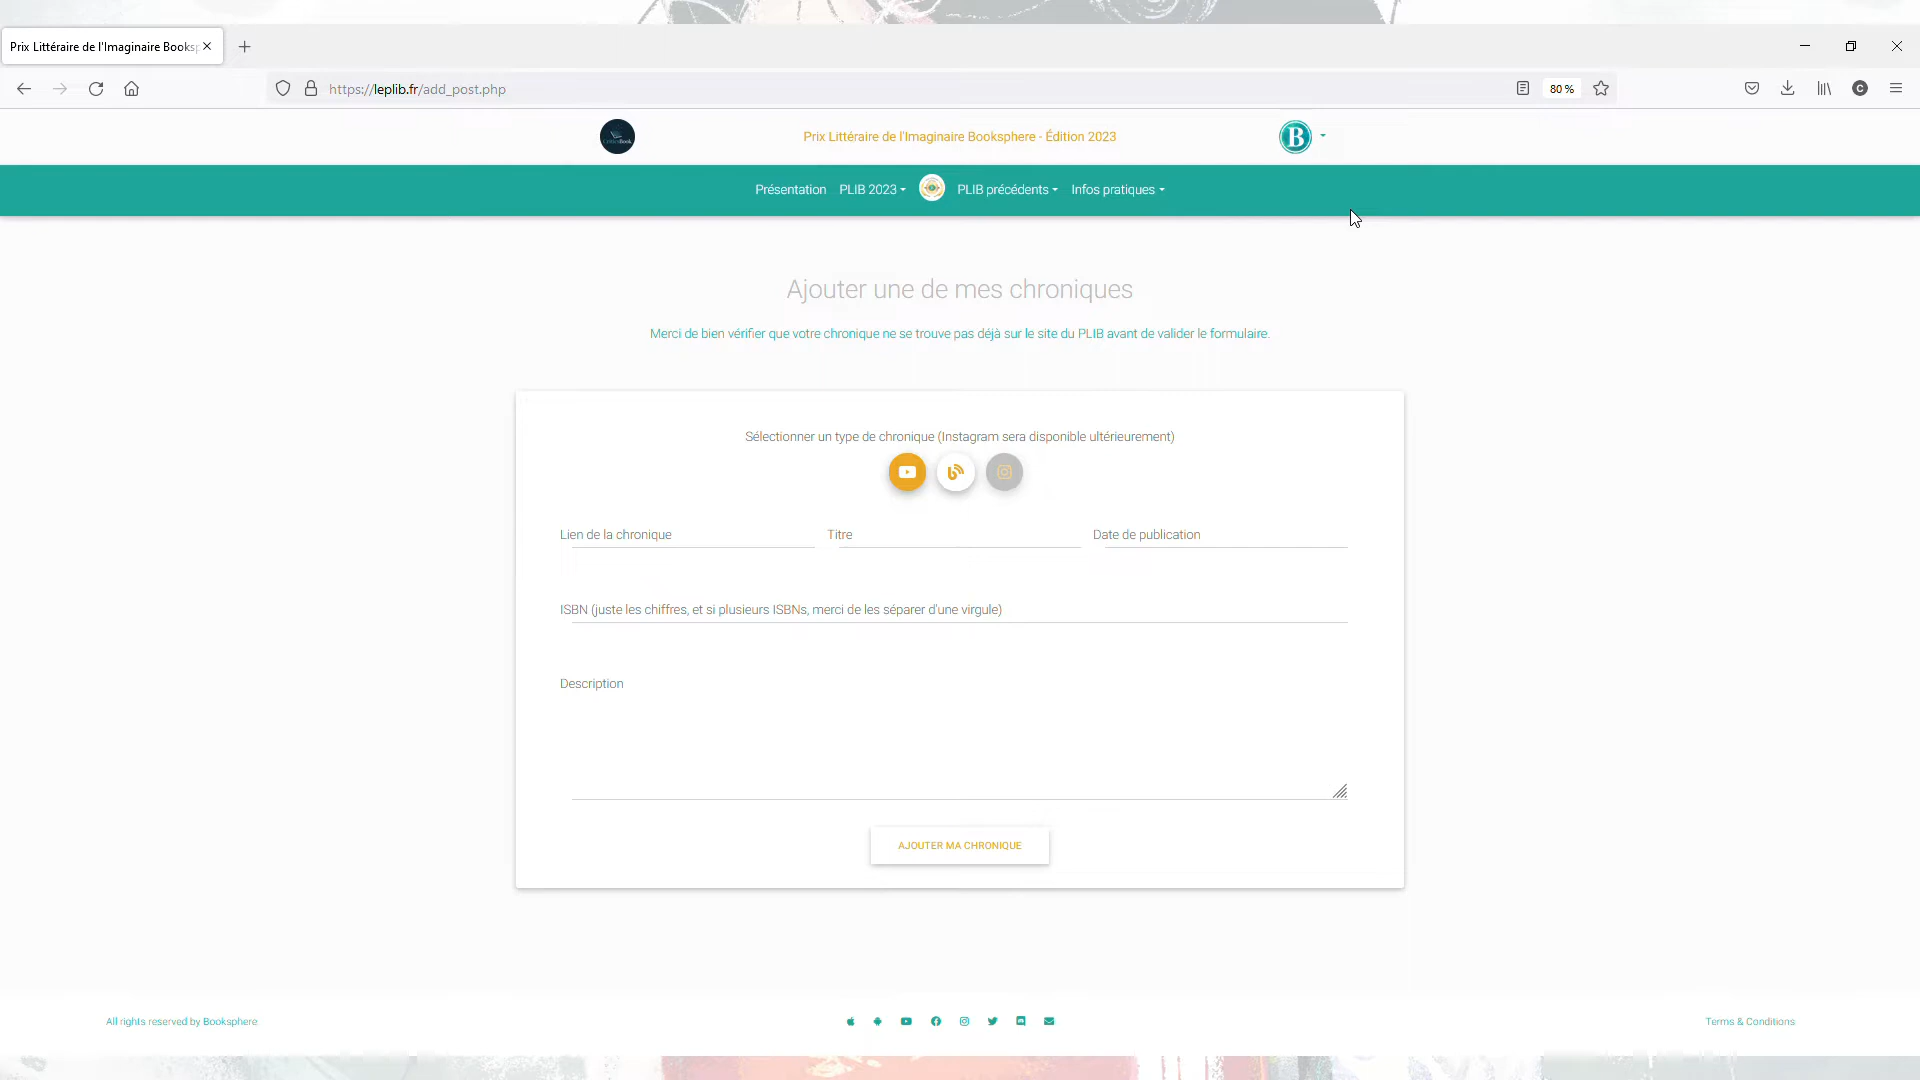 Prix Littéraire de l'Imaginaire Booksp
https://leplib.fr/add_post.php
80 %
C
Prix Littéraire de l'Imaginaire Booksphere - Édition 2023
B
Présentation PLIB 2023 PLIB précédents Infos pratiques
Ajouter une de mes chroniques
Merci de bien vérifier que votre chronique ne se trouve pas déjà sur le site du PLIB avant de valider le formulaire.
Sélectionner un type de chronique (Instagram sera disponible ultérieurement)
Lien de la chronique Titre Date de publication
ISBN (juste les chiffres, et si plusieurs ISBNs, merci de les séparer d'une virgule)
Description
AJOUTER MA CHRONIQUE
All rights reserved by Booksphere Terms & Conditions